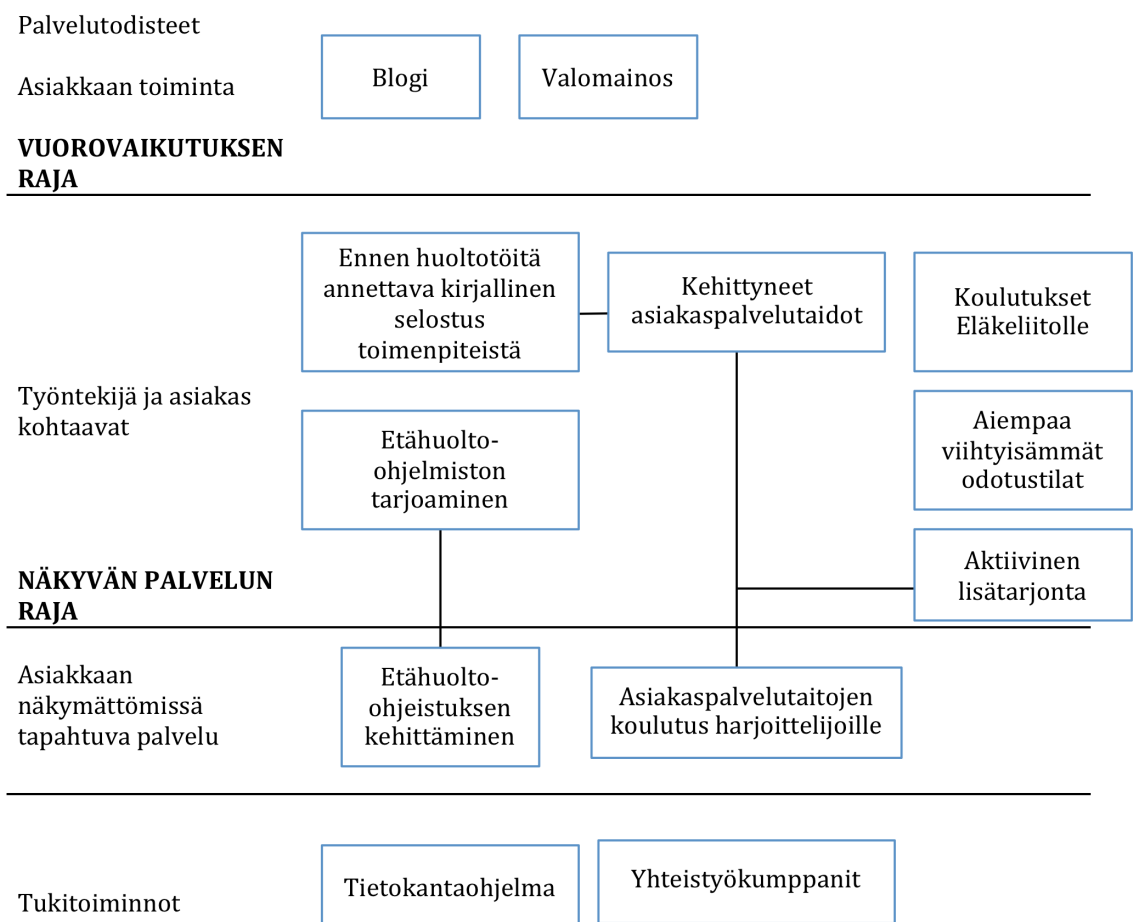 Palvelutodisteet
Asiakkaan toiminta
Blogi
Valomainos
VUOROVAIKUTUKSEN
RAJA
Ennen huoltotöitä
annettava kirjallinen
selostus
toimenpiteistä
Kehittyneet
asiakaspalvelutaidot
Koulutukset
Eläkeliitolle
Työntekijä ja asiakas
kohtaavat
Etähuolto-
ohjelmiston
tarjoaminen
Aiempaa
viihtyisämmät
odotustilat
Aktiivinen
lisätarjonta
NÄKYVÄN PALVELUN
RAJA
Asiakkaan
näkymättömissä
tapahtuva palvelu
Etähuolto-
ohjeistuksen
kehittäminen
Asiakaspalvelutaitojen
koulutus harjoittelijoille
Tukitoiminnot
Tietokantaohjelma
Yhteistyökumppanit